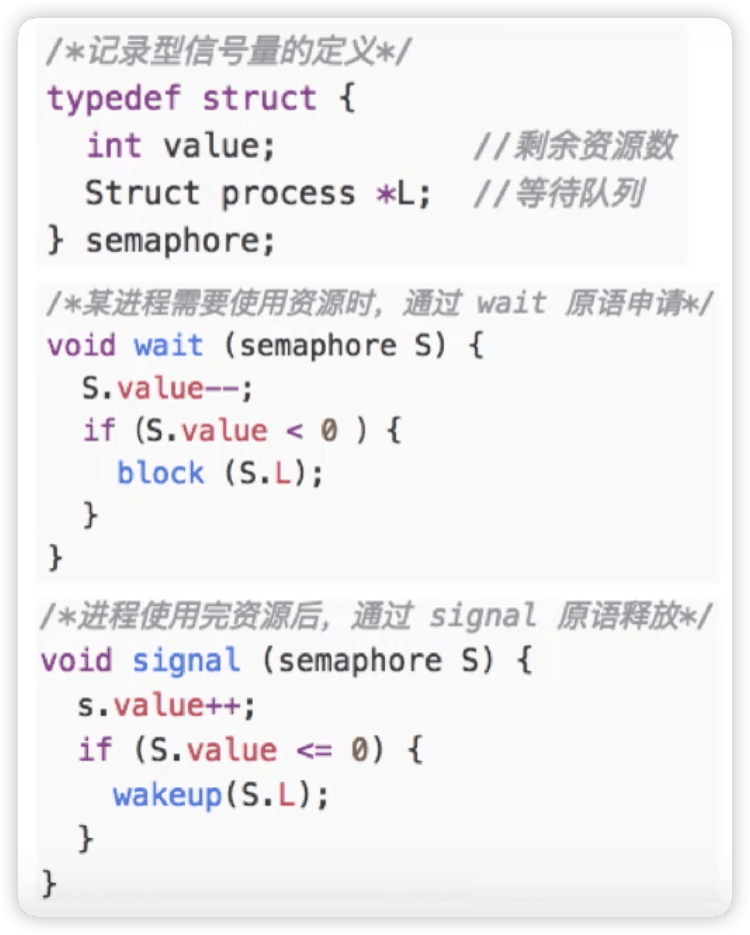 /*记录型信号量的定义*/
typedef struct {
int value; //剩余资源数
Struct process *L; //等待队列
} semaphore;
/*某进程需要使用资源时，通过 wait 原语申请*/
void wait (semaphore S) {
S.value--;
if (S.value < 0 ) {
block (S.L);
}
}
/*进程使用完资源后，通过 signal 原语释放*/
void signal (semaphore S) {
s.value++;
if (S.value <= 0) {
wakeup(S.L);
}
}